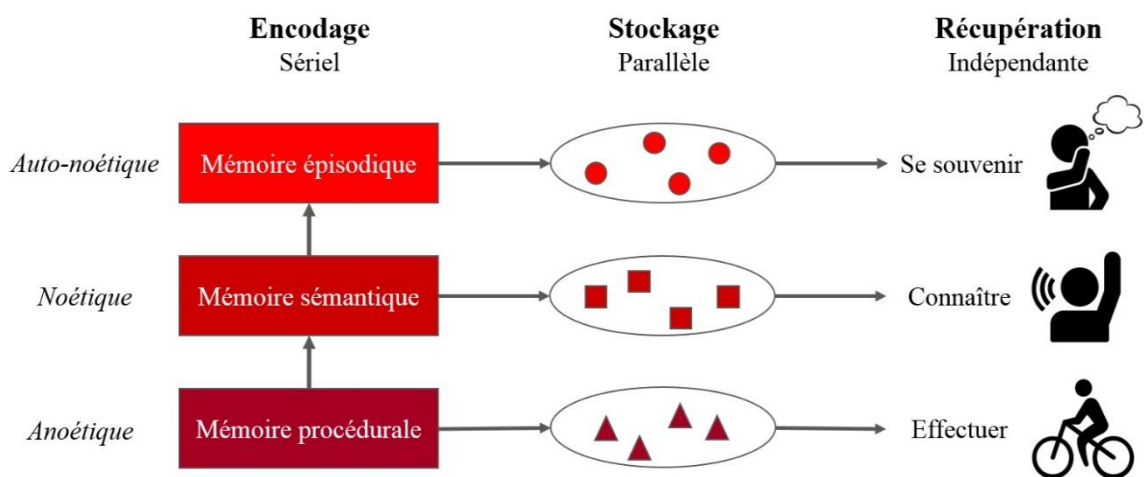 Encodage
Sériel
Stockage
Parallèle
Récupération
Indépendante
Auto-noétique
Mémoire épisodique
Se souvenir
Noétique
Mémoire sémantique
Connaître
Anoétique
Mémoire procédurale
Effectuer